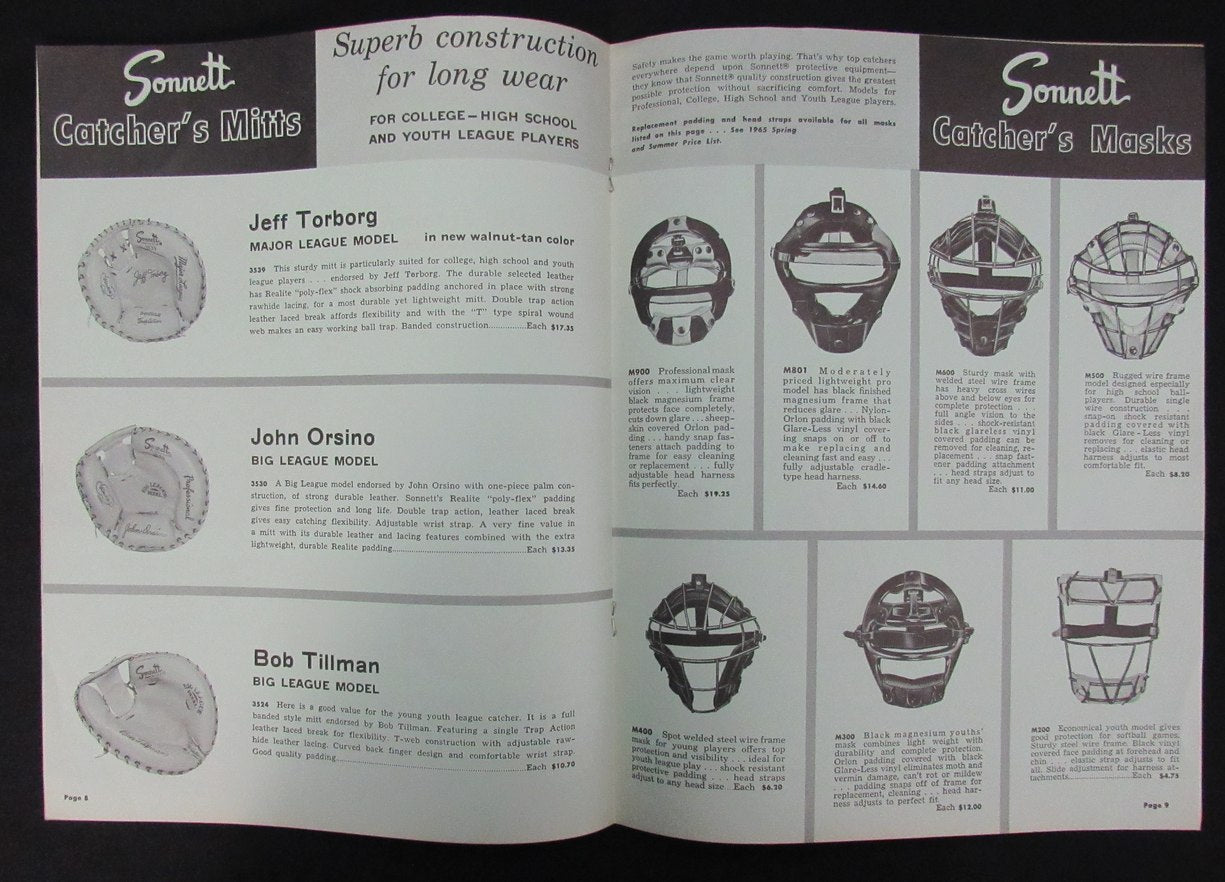 Sonnett
Catcher's Mitts
Superb construction
for long wear
FOR COLLEGE—HIGH SCHOOL
AND YOUTH LEAGUE PLAYERS
Jeff Torborg
MAJOR LEAGUE MODEL in new walnut-tan color
3539 This sturdy mitt is particularly suited for college, high school and youth
league players . . . endorsed by Jeff Torborg. The durable selected leather
has Realite "poly-flex" shock absorbing padding anchored in place with strong
rawhide lacing, for a most durable yet lightweight mitt. Double trap action
leather laced break affords flexibility and with the "T" type spiral wound
web makes an easy working ball trap. Banded construction...............Each $17.35
John Orsino
BIG LEAGUE MODEL
3530 A Big League model endorsed by John Orsino with one-piece palm con-
struction, of strong durable leather. Sonnett's Realite "poly-flex" padding
gives fine protection and long life. Double trap action, leather laced break
gives easy catching flexibility. Adjustable wrist strap. A very fine value in
a mitt with its durable leather and lacing features combined with the extra
lightweight, durable Realite padding.....................................................Each $13.35
Bob Tillman
BIG LEAGUE MODEL
3524 Here is a good value for the young youth league catcher. It is a full
banded style mitt endorsed by Bob Tillman. Featuring a single Trap Action
leather laced break for flexibility. T-web construction with adjustable raw-
hide leather lacing. Curved back finger design and comfortable wrist strap.
Good quality padding..............................................................Each $10.70
Page 8
Safety makes the game worth playing. That's why top catchers
everywhere depend upon Sonnett® protective equipment—
they know that Sonnett® quality construction gives the greatest
possible protection without sacrificing comfort. Models for
Professional, College, High School and Youth League players.
Replacement padding and head straps available for all masks
listed on this page . . . See 1965 Spring
and Summer Price List.
Sonnett
Catcher's Masks
M900 Professional mask
offers maximum clear
vision . . . lightweight
black magnesium frame
protects face completely,
cuts down glare . . . sheep-
skin covered Orlon pad-
ding . . . handy snap fas-
teners attach padding to
frame for easy cleaning
or replacement . . . fully
adjustable head harness
fits perfectly.
Each $19.25
M801 Moderately
priced lightweight pro
model has black finished
magnesium frame that
reduces glare . . . Nylon-
Orlon padding with black
Glare-Less vinyl cover-
ing snaps on or off to
make replacing and
cleaning fast and easy . . .
fully adjustable cradle-
type head harness.
Each $14.60
M600 Sturdy mask with
welded steel wire frame
has heavy cross wires
above and below eyes for
complete protection . . .
full angle vision to the
sides . . . shock-resistant
black glareless vinyl
covered padding can be
removed for cleaning, re-
placement . . . snap fast-
ener padding attachment
. . . head straps adjust to
fit any head size.
Each $11.00
M500 Rugged wire frame
model designed especially
for high school ball-
players. Durable single
wire construction . . .
snap-on shock resistant
padding covered with
black Glare-Less vinyl
removes for cleaning or
replacing . . . elastic head
harness adjusts to most
comfortable fit.
Each $8.20
M400 Spot welded steel wire frame
mask for young players offers top
protection and visibility . . . ideal for
youth league play . . . shock resistant
protective padding . . . head straps
adjust to any head size. Each $6.20
M300 Black magnesium youths'
mask combines light weight with
durability and complete protection.
Orlon padding covered with black
Glare-Less vinyl eliminates moth and
vermin damage, can't rot or mildew
. . . padding snaps off of frame for
replacement, cleaning . . . head har-
ness adjusts to perfect fit.
Each $12.00
M200 Economical youth model gives
good protection for softball games.
Sturdy steel wire frame. Black vinyl
covered face padding at forehead and
chin . . . elastic strap adjusts to fit
all. Slide adjustment for harness at-
tachments.................Each $4.75
Page 9